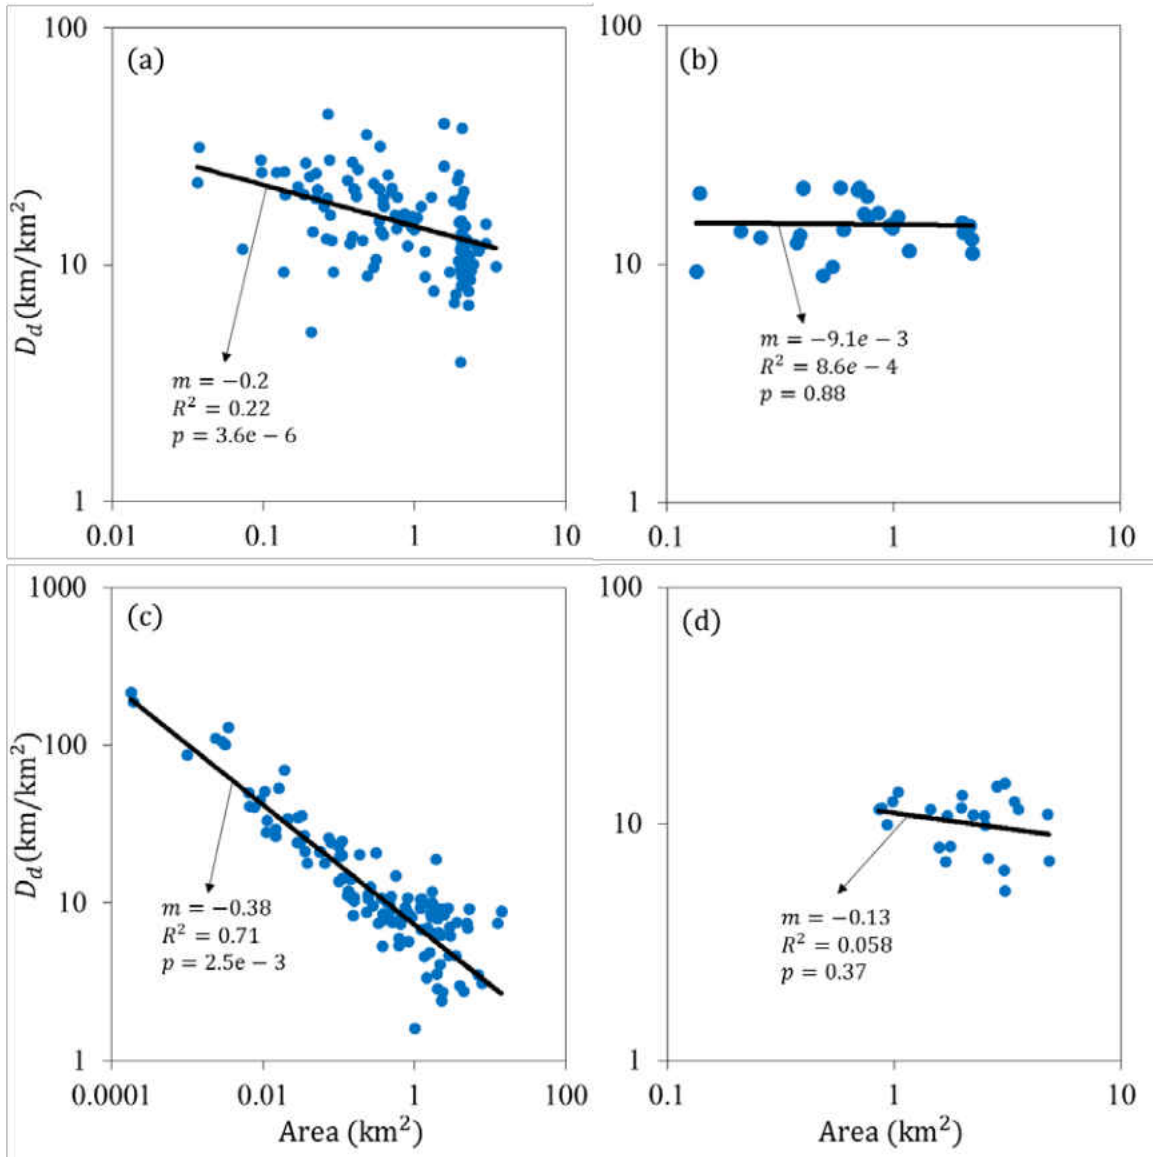 100
(a)
10
1
0.01
0.1
1
10
D_d (km/km²)
m = −0.2
R² = 0.22
p = 3.6e − 6
100
(b)
10
1
0.1
1
10
m = −9.1e − 3
R² = 8.6e − 4
p = 0.88
1000
(c)
100
10
1
0.0001
0.01
1
100
D_d (km/km²)
Area (km²)
m = −0.38
R² = 0.71
p = 2.5e − 3
100
(d)
10
1
0.1
1
10
Area (km²)
m = −0.13
R² = 0.058
p = 0.37